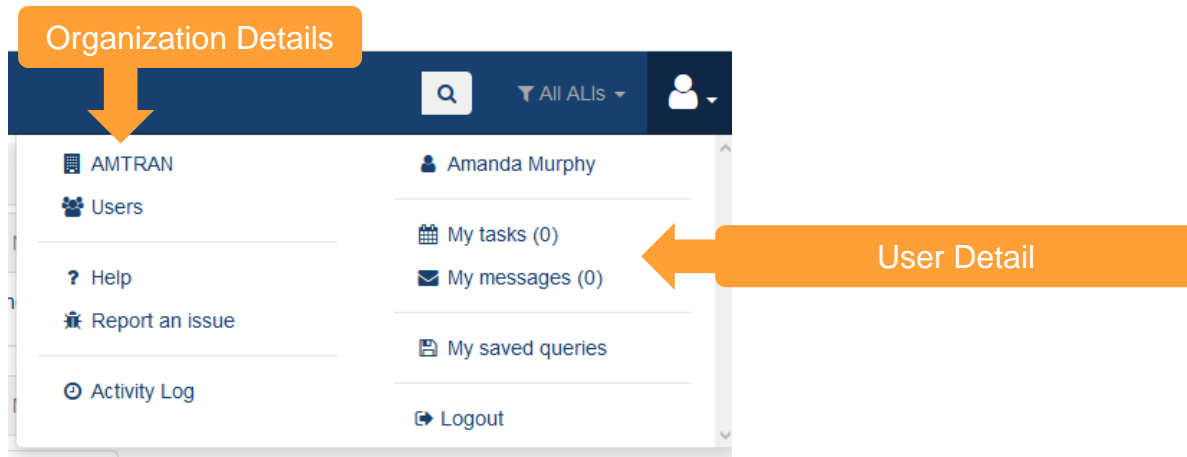 Organization Details
All ALIs
AMTRAN
Users
? Help
Report an issue
Activity Log
Amanda Murphy
My tasks (0)
My messages (0)
My saved queries
Logout
User Detail